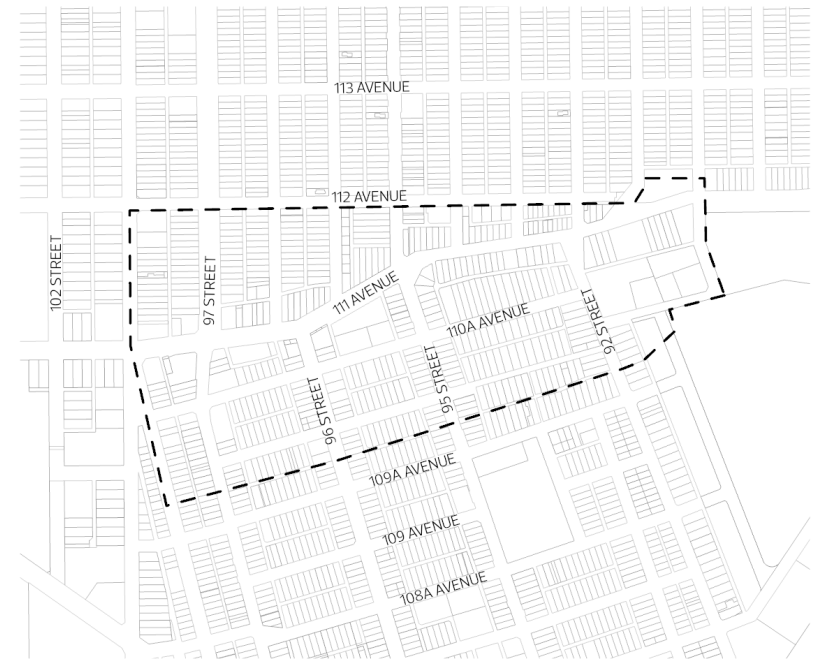 113 AVENUE
112 AVENUE
102 STREET
97 STREET
111 AVENUE
110A AVENUE
92 STREET
95 STREET
96 STREET
109A AVENUE
109 AVENUE
108A AVENUE